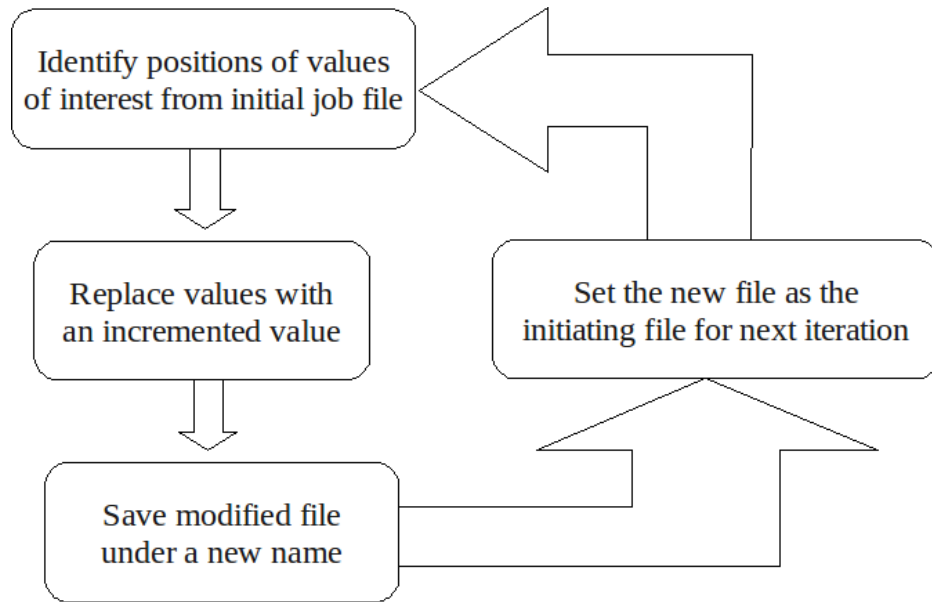 Identify positions of values
of interest from initial job file
Replace values with
an incremented value
Save modified file
under a new name
Set the new file as the
initiating file for next iteration